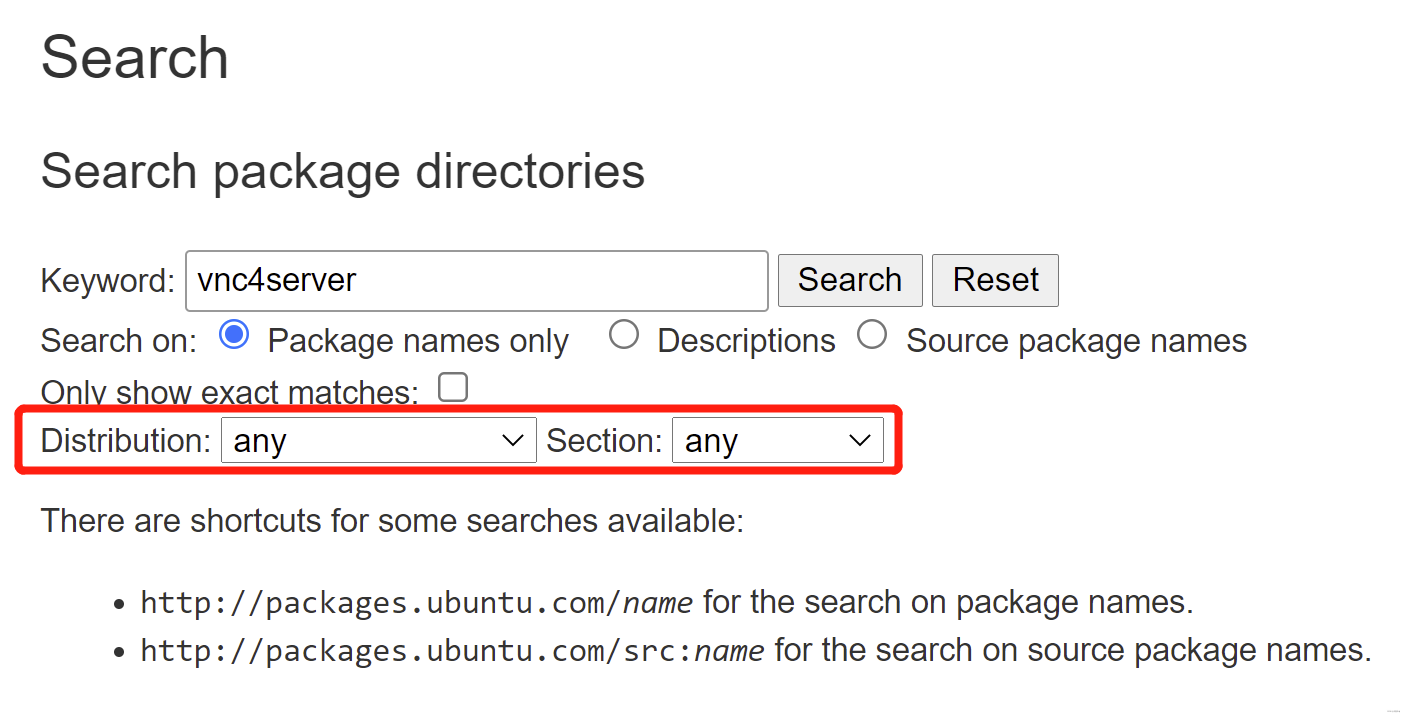 Search
Search package directories
Keyword: vnc4server Search Reset
Search on: Package names only Descriptions Source package names
Only show exact matches:
Distribution: any Section: any
There are shortcuts for some searches available:
• http://packages.ubuntu.com/name for the search on package names.
• http://packages.ubuntu.com/src:name for the search on source package names.